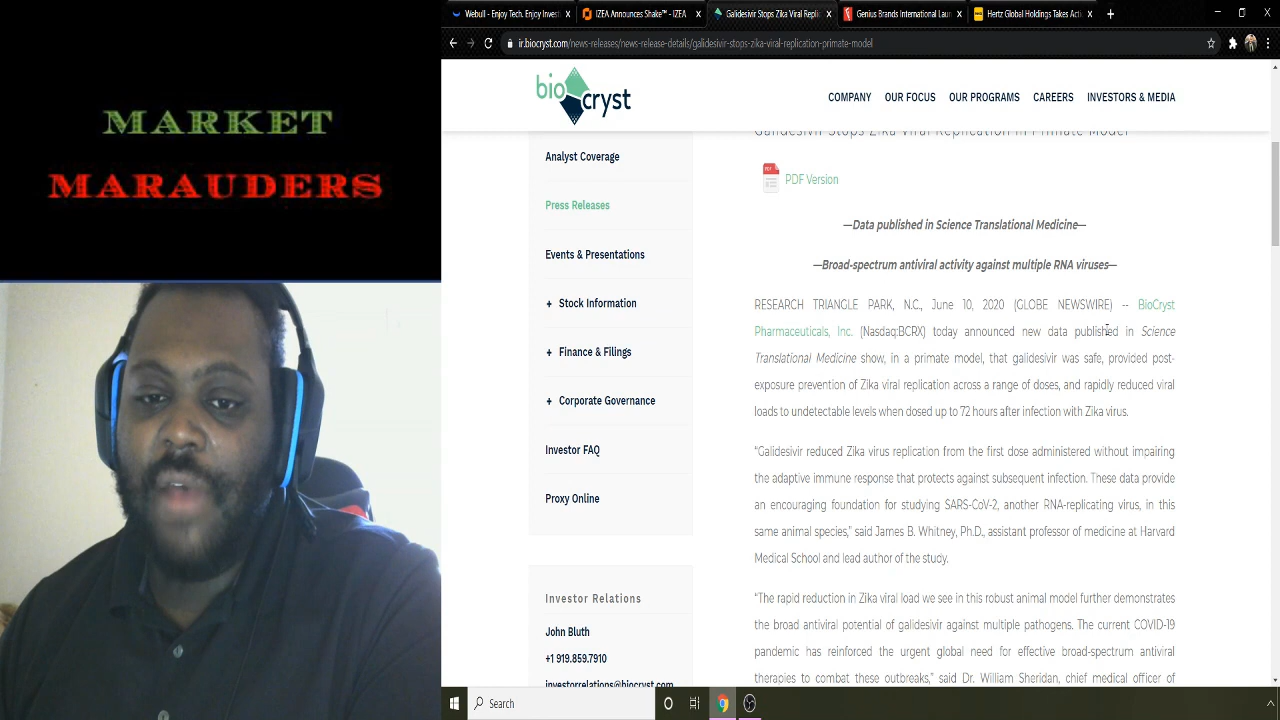 MARKET
MARAUDERS
Webull - Enjoy Tech. Enjoy Invest
IZEA Announces Shake™ - IZEA
Galidesivir Stops Zika Viral Replic
Genius Brands International Lau
Hertz Global Holdings Takes Acti
ir.biocryst.com/news-releases/news-release-details/galidesivir-stops-zika-viral-replication-primate-model
biocryst
COMPANY
OUR FOCUS
OUR PROGRAMS
CAREERS
INVESTORS & MEDIA
Analyst Coverage
Press Releases
Events & Presentations
+ Stock Information
+ Finance & Filings
+ Corporate Governance
Investor FAQ
Proxy Online
Investor Relations
John Bluth
+1 919.859.7910
investorrelations@biocryst.com
Galidesivir Stops Zika Viral Replication in Primate Model
PDF Version
—Data published in Science Translational Medicine—
—Broad-spectrum antiviral activity against multiple RNA viruses—
RESEARCH TRIANGLE PARK, N.C., June 10, 2020 (GLOBE NEWSWIRE) -- BioCryst
Pharmaceuticals, Inc. (Nasdaq:BCRX) today announced new data published in Science
Translational Medicine show, in a primate model, that galidesivir was safe, provided post-
exposure prevention of Zika viral replication across a range of doses, and rapidly reduced viral
loads to undetectable levels when dosed up to 72 hours after infection with Zika virus.
"Galidesivir reduced Zika virus replication from the first dose administered without impairing
the adaptive immune response that protects against subsequent infection. These data provide
an encouraging foundation for studying SARS-CoV-2, another RNA-replicating virus, in this
same animal species," said James B. Whitney, Ph.D., assistant professor of medicine at Harvard
Medical School and lead author of the study.
"The rapid reduction in Zika viral load we see in this robust animal model further demonstrates
the broad antiviral potential of galidesivir against multiple pathogens. The current COVID-19
pandemic has reinforced the urgent global need for effective broad-spectrum antiviral
therapies to combat these outbreaks," said Dr. William Sheridan, chief medical officer of
Search